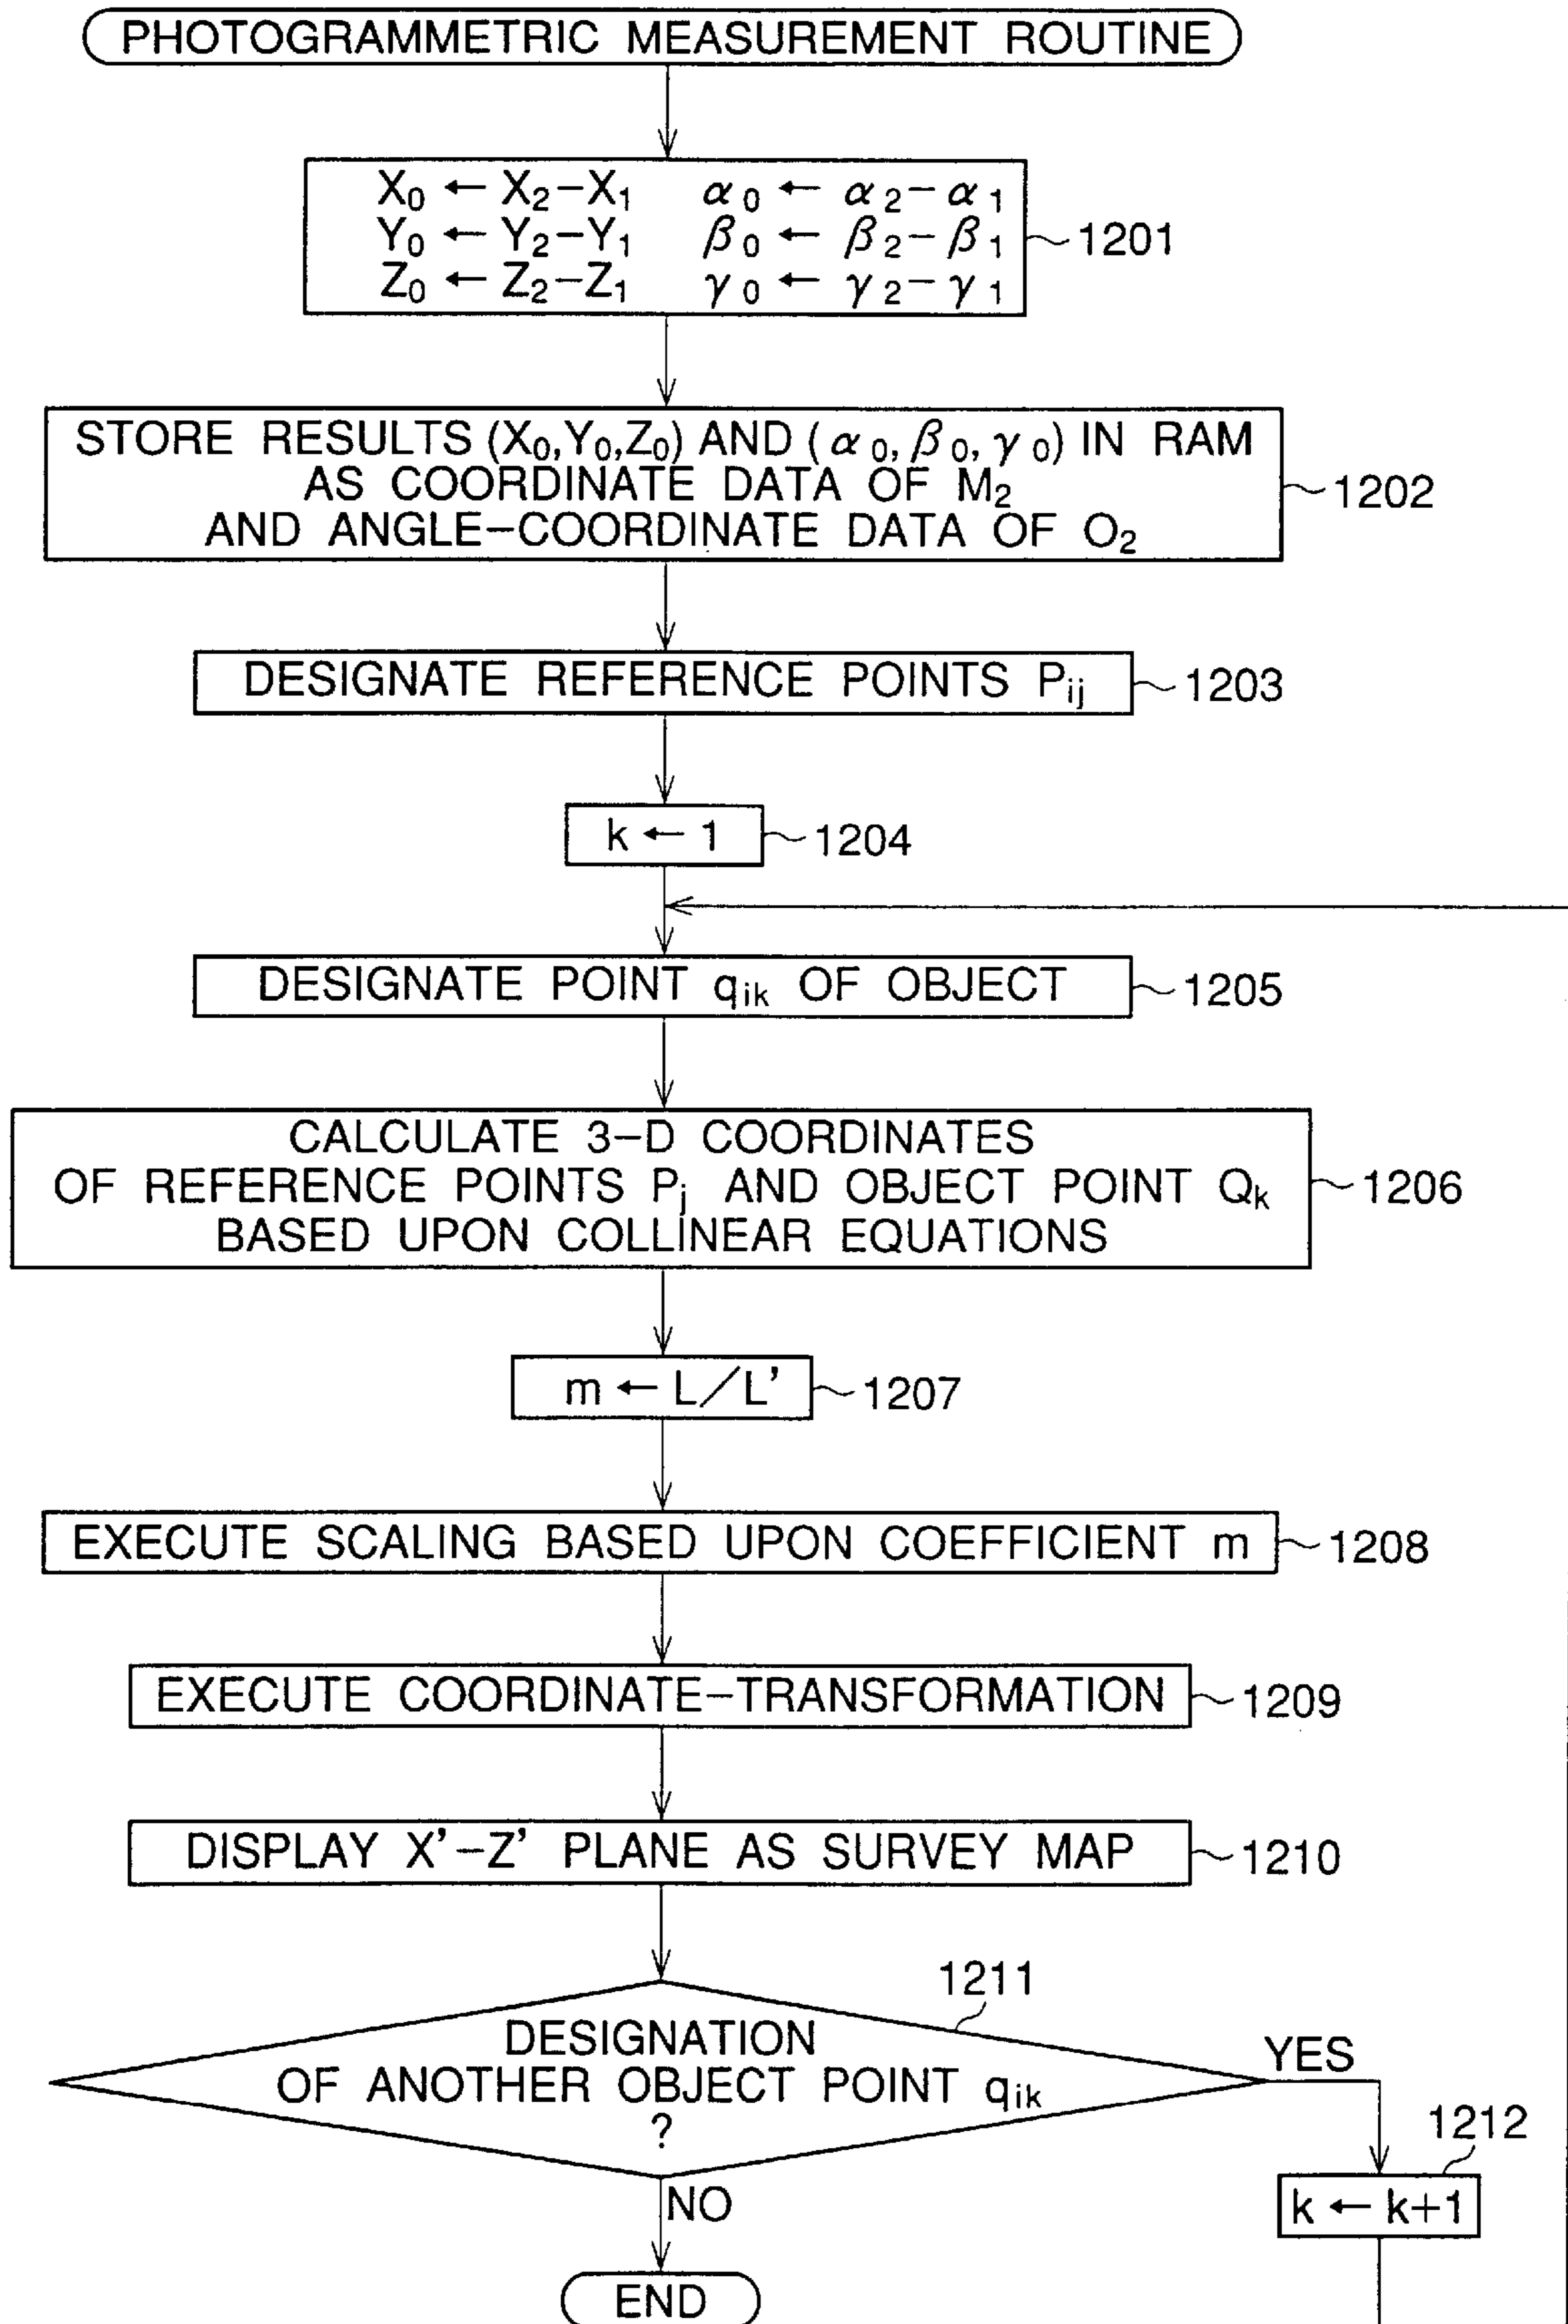 PHOTOGRAMMETRIC MEASUREMENT ROUTINE
X₀ ← X₂−X₁ α₀ ← α₂−α₁
Y₀ ← Y₂−Y₁ β₀ ← β₂−β₁
Z₀ ← Z₂−Z₁ γ₀ ← γ₂−γ₁
1201
STORE RESULTS (X₀,Y₀,Z₀) AND (α₀, β₀, γ₀) IN RAM
AS COORDINATE DATA OF M₂
AND ANGLE−COORDINATE DATA OF O₂
1202
DESIGNATE REFERENCE POINTS Pij
1203
k ← 1
1204
DESIGNATE POINT qik OF OBJECT
1205
CALCULATE 3−D COORDINATES
OF REFERENCE POINTS Pj AND OBJECT POINT Qk
BASED UPON COLLINEAR EQUATIONS
1206
m ← L/L'
1207
EXECUTE SCALING BASED UPON COEFFICIENT m
1208
EXECUTE COORDINATE−TRANSFORMATION
1209
DISPLAY X'−Z' PLANE AS SURVEY MAP
1210
1211
DESIGNATION
OF ANOTHER OBJECT POINT qik
?
YES
1212
k ← k+1
NO
END